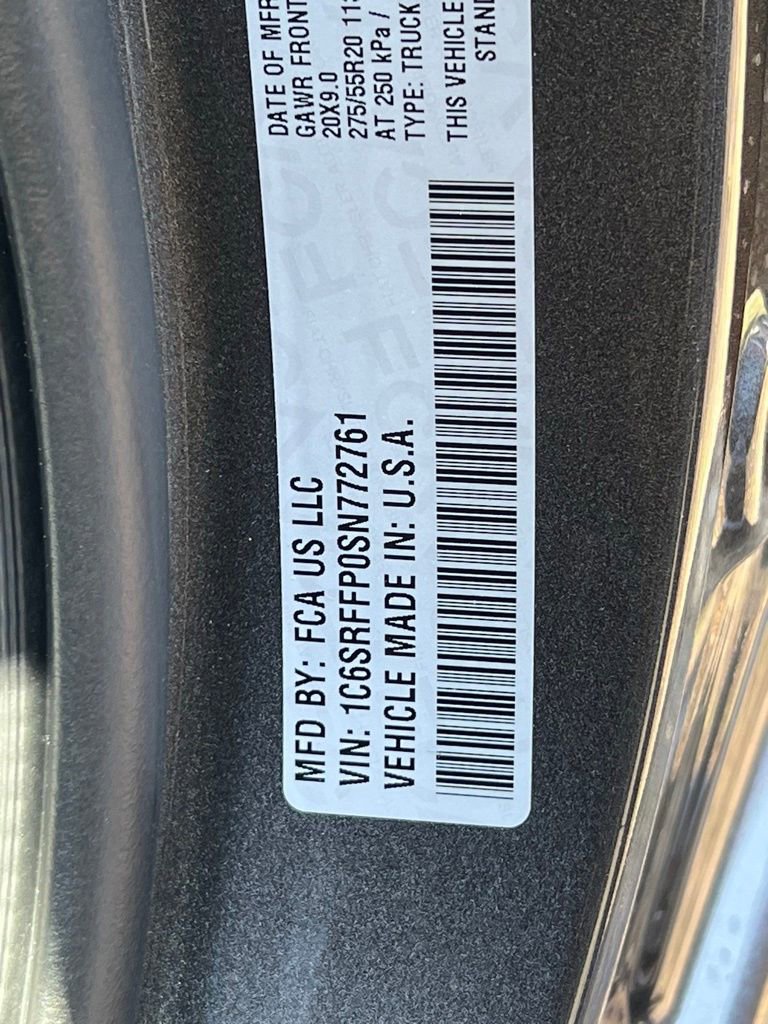 MFD BY: FCA US LLC
VIN: 1C6SRFFP0SN772761
VEHICLE MADE IN: U.S.A.
DATE OF MFR
GAWR FRONT
20X9.0
275/55R20
AT 250 kPa /
TYPE: TRUCK
THIS VEHICLE